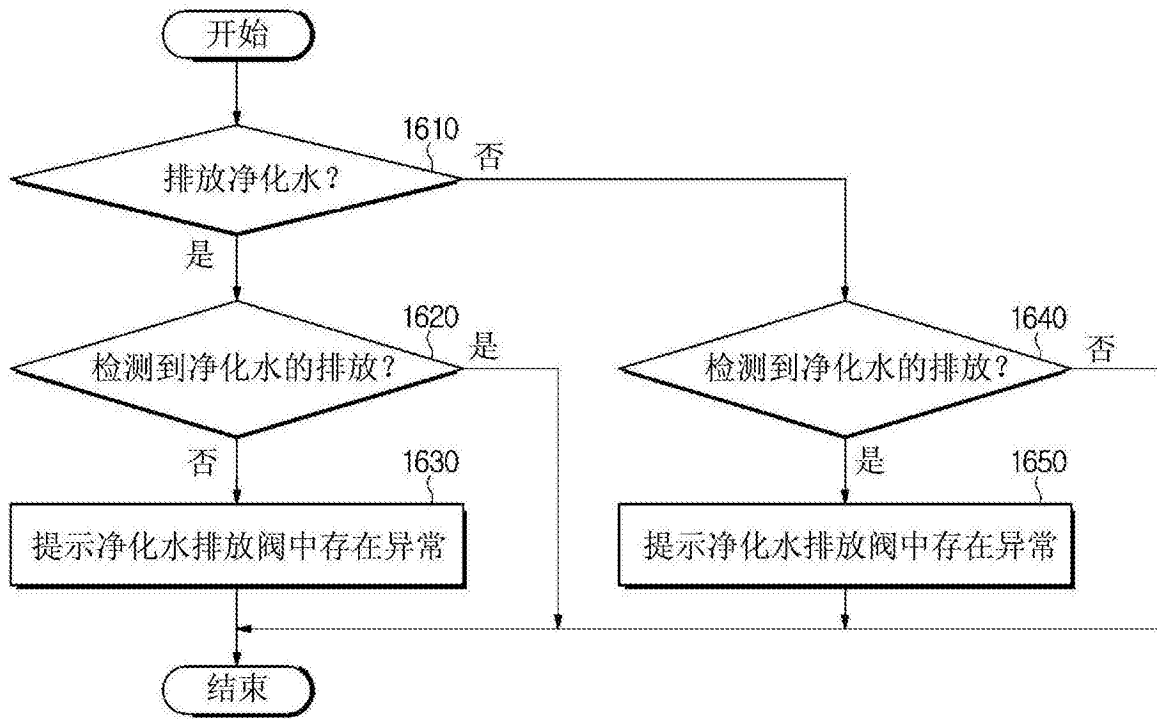 开始
1610
排放净化水?
否
是
1620
检测到净化水的排放?
是
1640
检测到净化水的排放?
否
否
1630
提示净化水排放阀中存在异常
是
1650
提示净化水排放阀中存在异常
结束